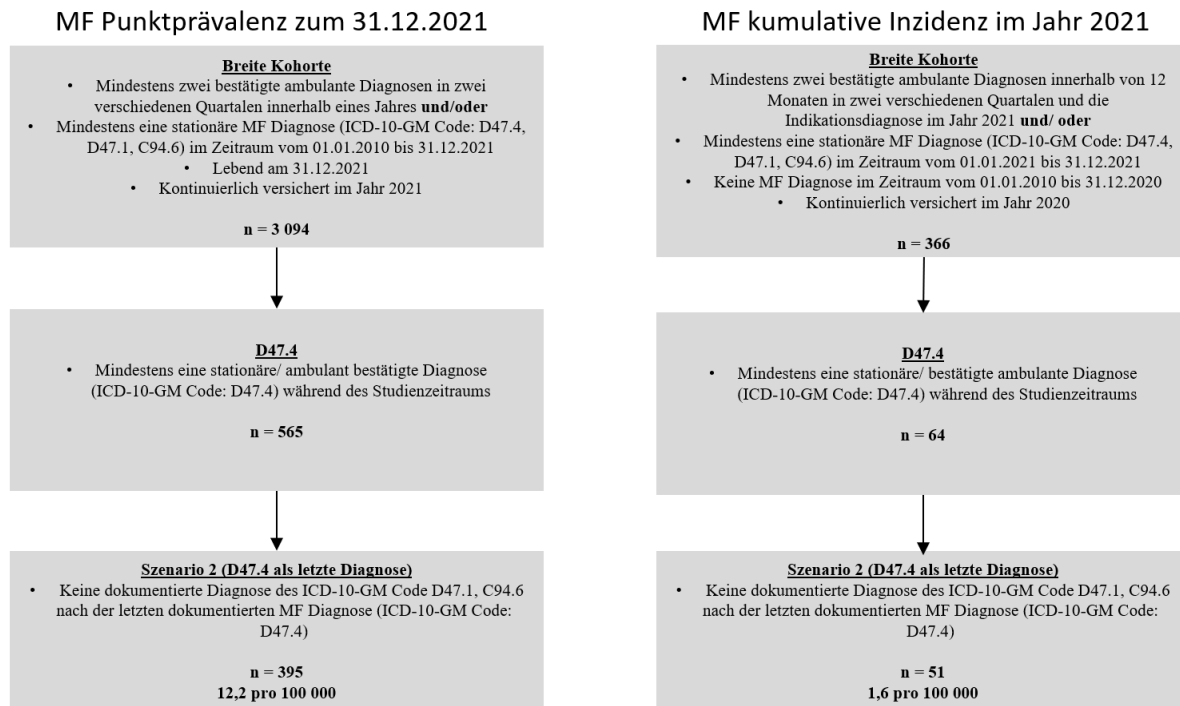 MF Punktprävalenz zum 31.12.2021
Breite Kohorte
• Mindestens zwei bestätigte ambulante Diagnosen in zwei
verschiedenen Quartalen innerhalb eines Jahres und/oder
• Mindestens eine stationäre MF Diagnose (ICD-10-GM Code: D47.4,
D47.1, C94.6) im Zeitraum vom 01.01.2010 bis 31.12.2021
• Lebend am 31.12.2021
• Kontinuierlich versichert im Jahr 2021
n = 3 094
D47.4
• Mindestens eine stationäre/ ambulant bestätigte Diagnose
(ICD-10-GM Code: D47.4) während des Studienzeitraums
n = 565
Szenario 2 (D47.4 als letzte Diagnose)
• Keine dokumentierte Diagnose des ICD-10-GM Code D47.1, C94.6
nach der letzten dokumentierten MF Diagnose (ICD-10-GM Code:
D47.4)
n = 395
12,2 pro 100 000
MF kumulative Inzidenz im Jahr 2021
Breite Kohorte
• Mindestens zwei bestätigte ambulante Diagnosen innerhalb von 12
Monaten in zwei verschiedenen Quartalen und die
Indikationsdiagnose im Jahr 2021 und/ oder
• Mindestens eine stationäre MF Diagnose (ICD-10-GM Code: D47.4,
D47.1, C94.6) im Zeitraum vom 01.01.2021 bis 31.12.2021
• Keine MF Diagnose im Zeitraum vom 01.01.2010 bis 31.12.2020
• Kontinuierlich versichert im Jahr 2020
n = 366
D47.4
• Mindestens eine stationäre/ bestätigte ambulante Diagnose
(ICD-10-GM Code: D47.4) während des Studienzeitraums
n = 64
Szenario 2 (D47.4 als letzte Diagnose)
• Keine dokumentierte Diagnose des ICD-10-GM Code D47.1, C94.6
nach der letzten dokumentierten MF Diagnose (ICD-10-GM Code:
D47.4)
n = 51
1,6 pro 100 000